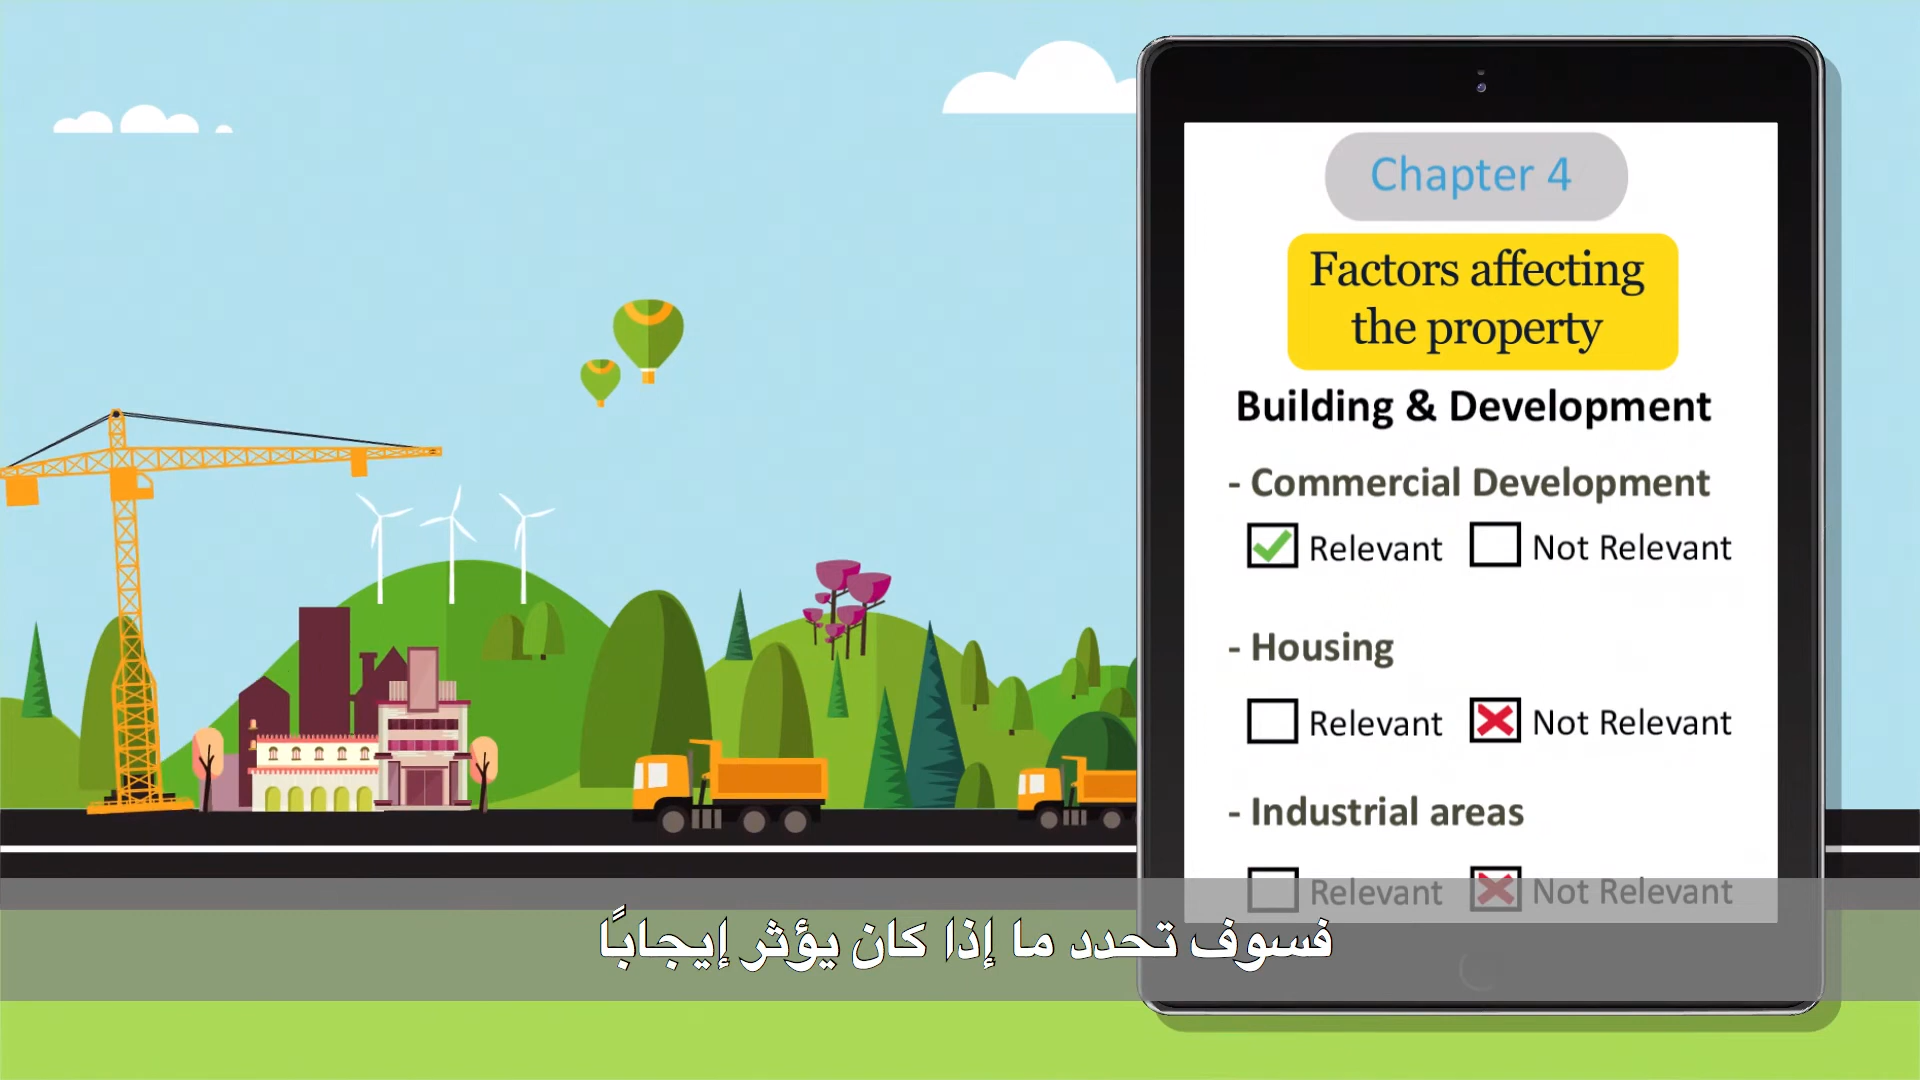 Chapter 4
Factors affecting
the property
Building & Development
- Commercial Development
Relevant Not Relevant
- Housing
Relevant Not Relevant
- Industrial areas
Relevant Not Relevant
فسوف تحدد ما إذا كان يؤثر إيجابًا